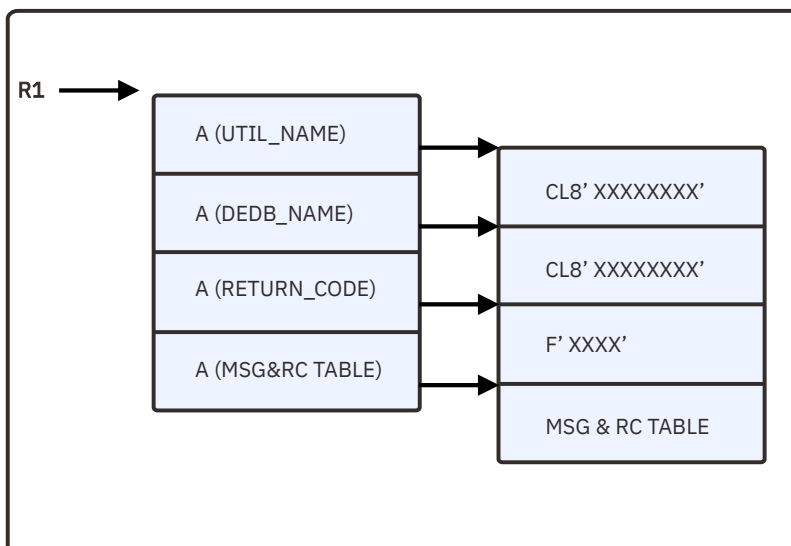 R1
A (UTIL_NAME)
A (DEDB_NAME)
A (RETURN_CODE)
A (MSG&RC TABLE)
CL8’ XXXXXXXX’
CL8’ XXXXXXXX’
F’ XXXX’
MSG & RC TABLE